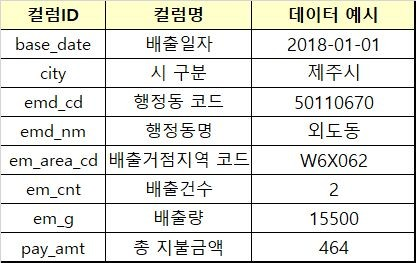 컬럼ID 컬럼명 데이터 예시
base_date 배출일자 2018-01-01
city 시 구분 제주시
emd_cd 행정동 코드 50110670
emd_nm 행정동명 외도동
em_area_cd 배출거점지역 코드 W6X062
em_cnt 배출건수 2
em_g 배출량 15500
pay_amt 총 지불금액 464